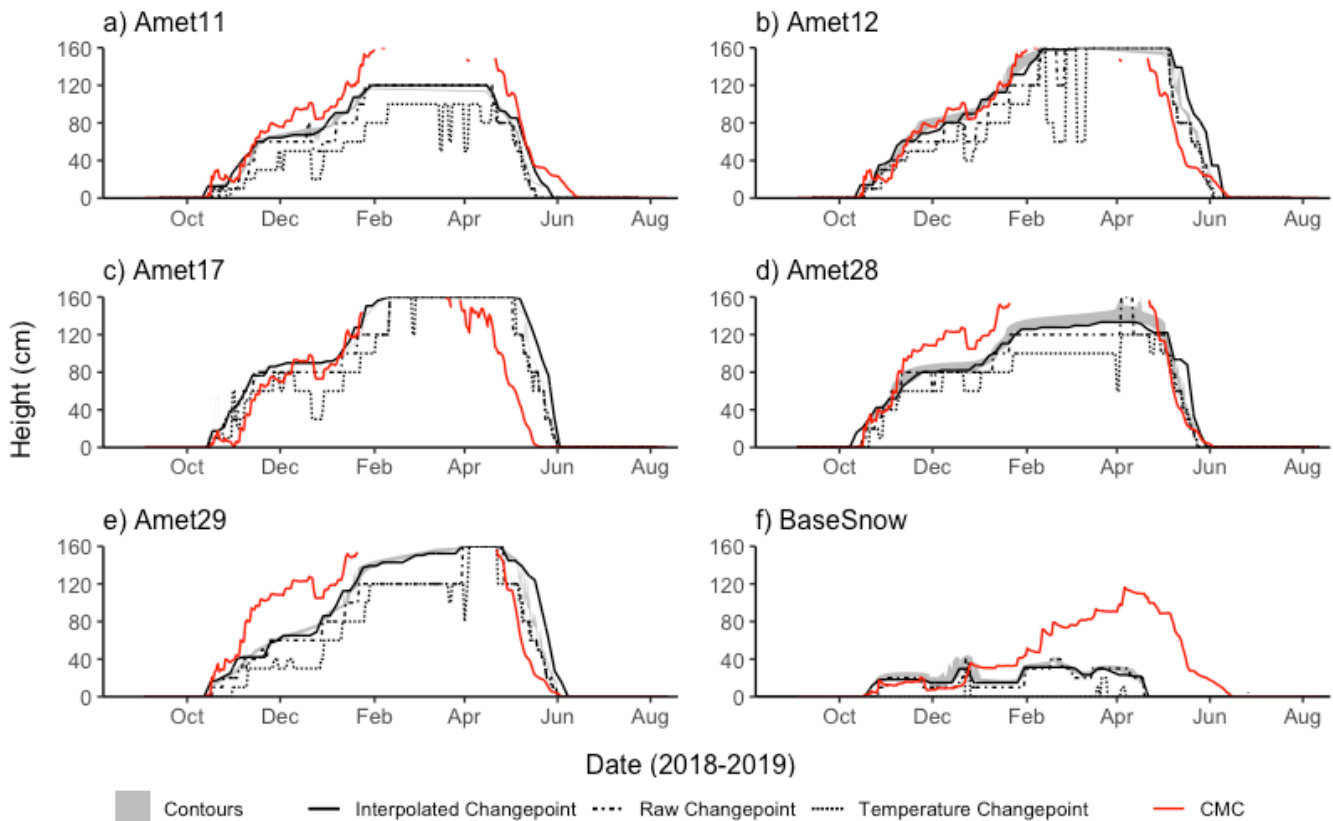 a) Amet11
b) Amet12
160
120
80
40
0
Oct Dec Feb Apr Jun Aug
160
120
80
40
0
Oct Dec Feb Apr Jun Aug
c) Amet17
d) Amet28
160
120
80
40
0
Oct Dec Feb Apr Jun Aug
160
120
80
40
0
Oct Dec Feb Apr Jun Aug
Height (cm)
e) Amet29
f) BaseSnow
160
120
80
40
0
Oct Dec Feb Apr Jun Aug
160
120
80
40
0
Oct Dec Feb Apr Jun Aug
Date (2018-2019)
Contours Interpolated Changepoint Raw Changepoint Temperature Changepoint CMC